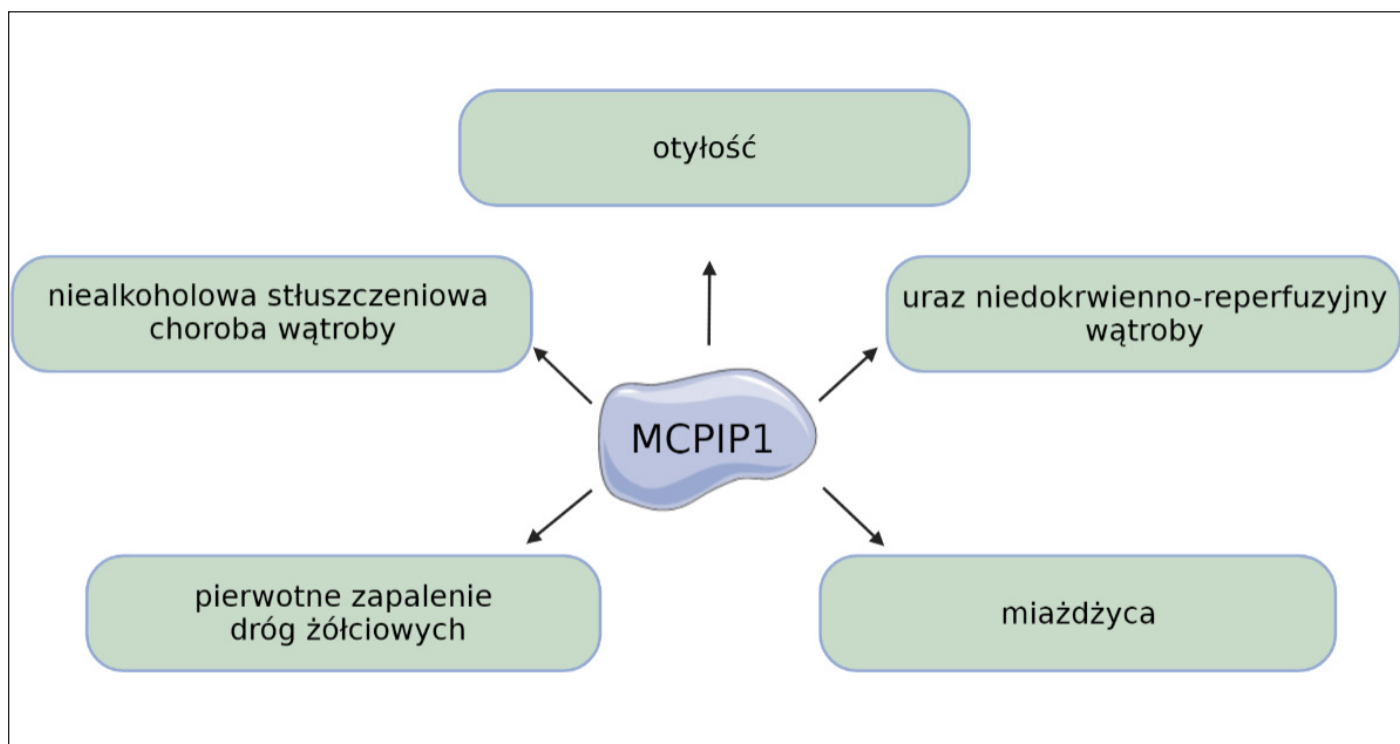 otyłość
niealkoholowa stłuszczeniowa
choroba wątroby
uraz niedokrwienno-reperfuzyjny
wątroby
MCPIP1
pierwotne zapalenie
dróg żółciowych
miażdżyca